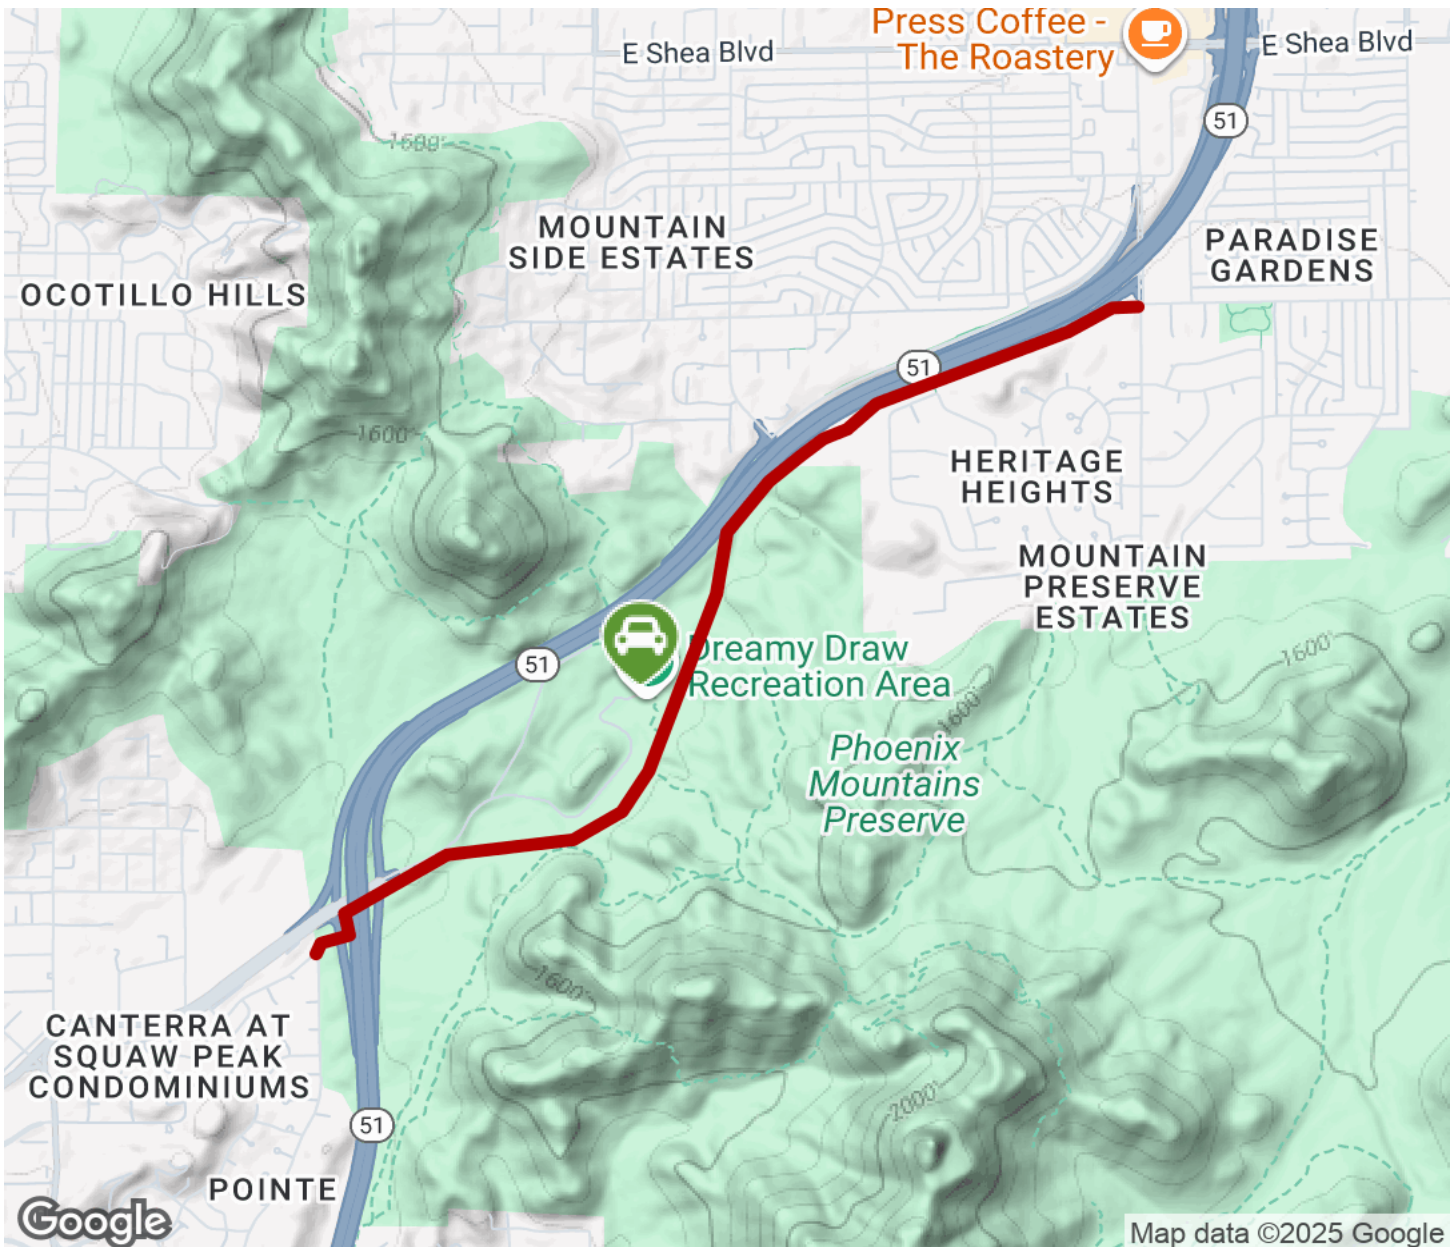 Press Coffee -
The Roastery
E Shea Blvd
E Shea Blvd
51
1600'
MOUNTAIN
SIDE ESTATES
PARADISE
GARDENS
OCOTILLO HILLS
51
1600'
HERITAGE
HEIGHTS
MOUNTAIN
PRESERVE
ESTATES
51
Dreamy Draw
Recreation Area
1600'
1600'
Phoenix
Mountains
Preserve
1600'
CANTERRA AT
SQUAW PEAK
CONDOMINIUMS
2000'
51
POINTE
Google
Map data ©2025 Google